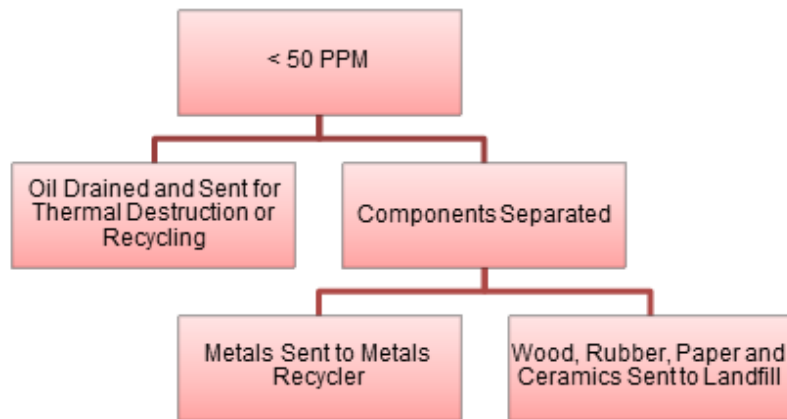 < 50 PPM
Oil Drained and Sent for
Thermal Destruction or
Recycling
Components Separated
Metals Sent to Metals
Recycler
Wood, Rubber, Paper and
Ceramics Sent to Landfill